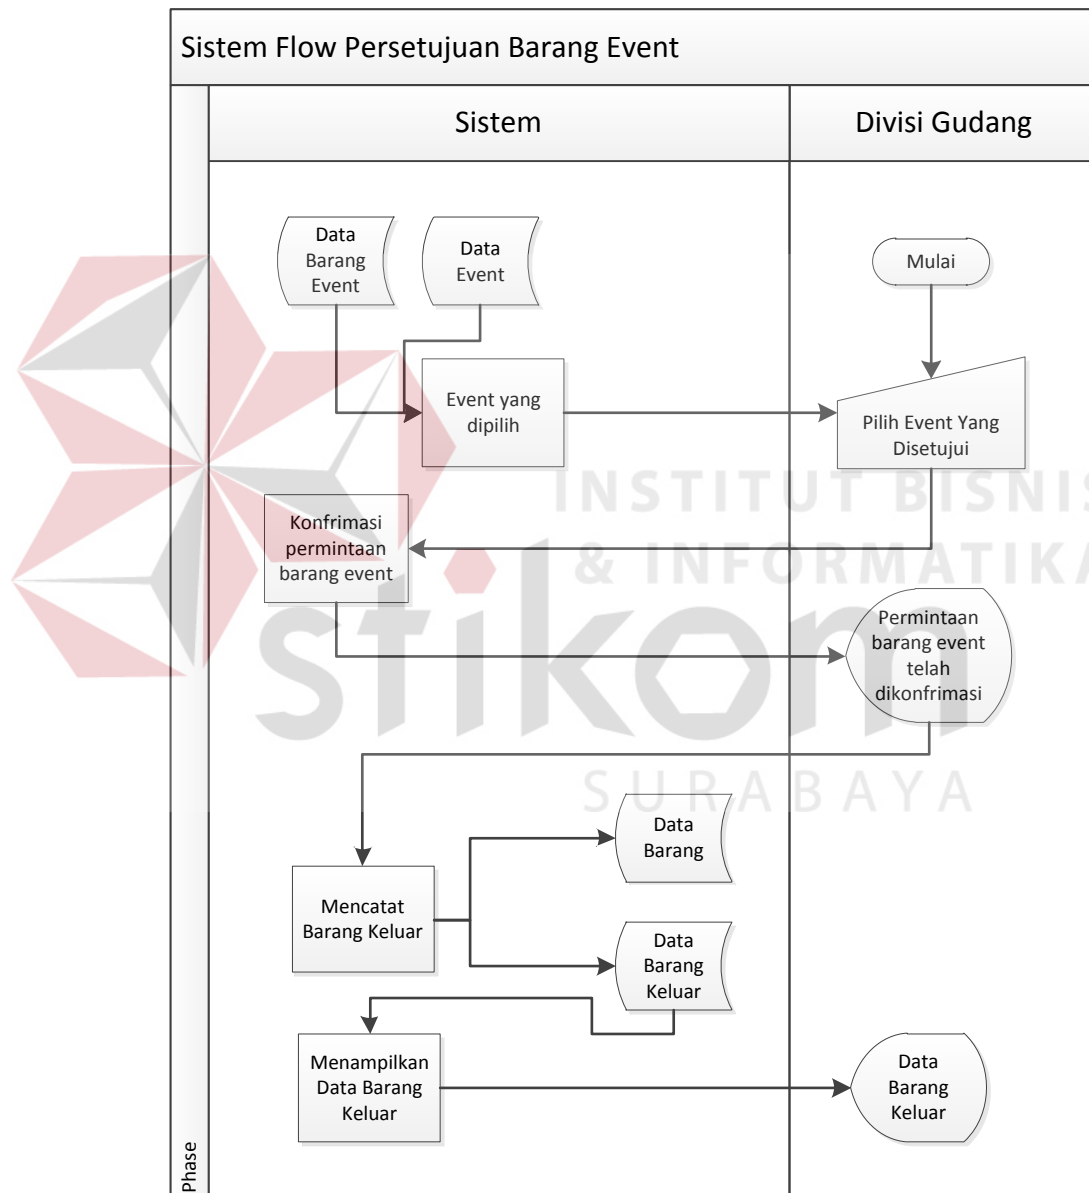 Sistem Flow Persetujuan Barang Event
Sistem
Divisi Gudang
Data
Barang
Event
Data
Event
Mulai
Event yang
dipilih
Pilih Event Yang
Disetujui
INSTITUT BISNIS
& INFORMATIKA
stikom
SURABAYA
Konfrimasi
permintaan
barang event
Permintaan
barang event
telah
dikonfrimasi
Data
Barang
Mencatat
Barang Keluar
Data
Barang
Keluar
Menampilkan
Data Barang
Keluar
Data
Barang
Keluar
Phase